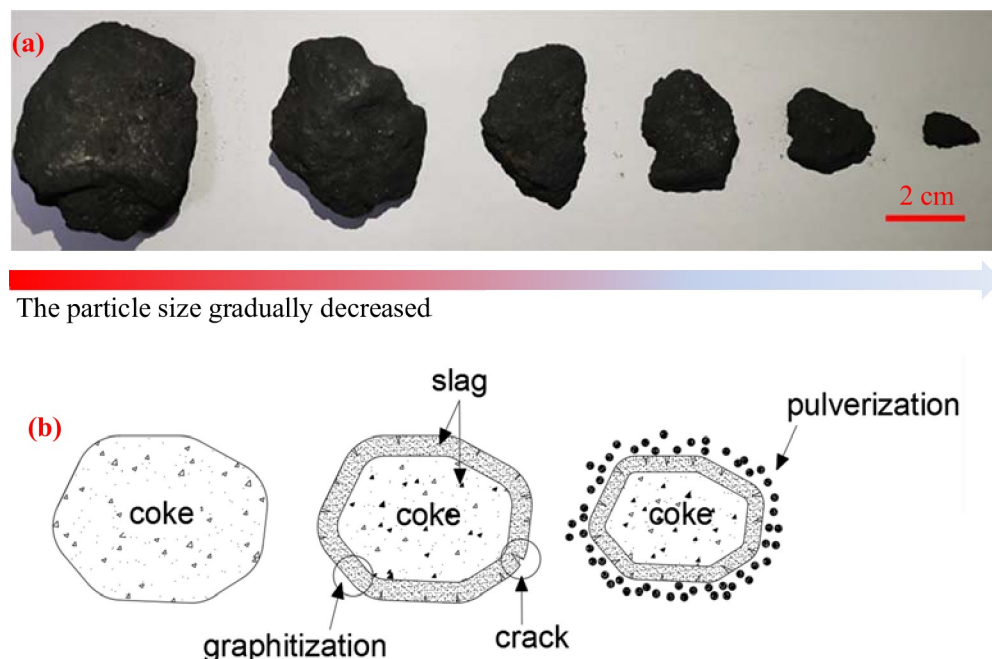 (a)
2 cm
The particle size gradually decreased
slag
pulverization
(b)
coke
coke
coke
graphitization
crack